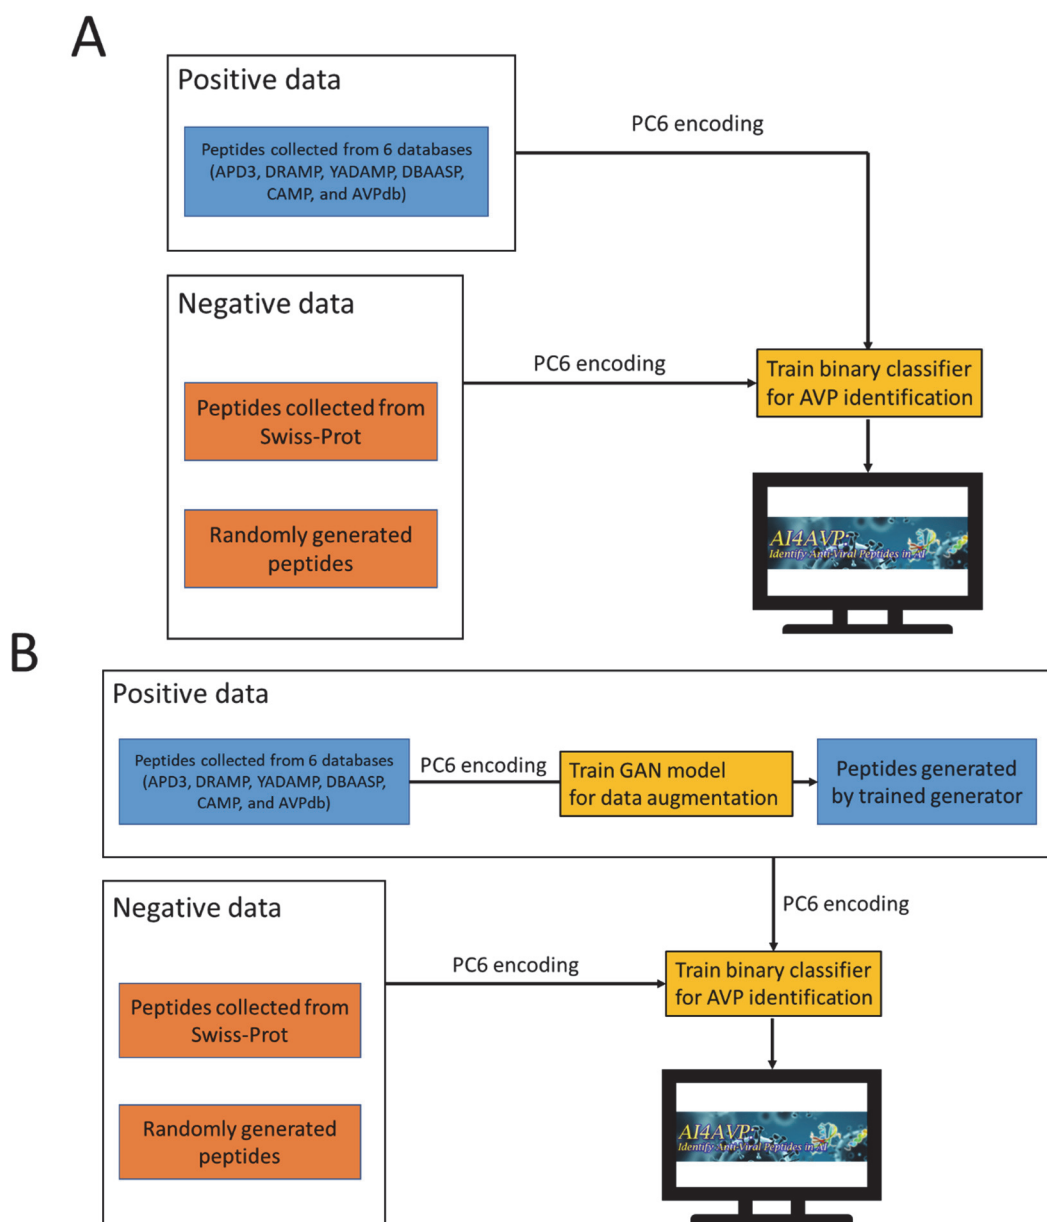 A
Positive data
Peptides collected from 6 databases
(APD3, DRAMP, YADAMP, DBAASP,
CAMP, and AVPdb)
PC6 encoding
Negative data
Peptides collected from
Swiss-Prot
Randomly generated
peptides
PC6 encoding
Train binary classifier
for AVP identification
AI4AVP
Identify Anti-Viral Peptides in AI
B
Positive data
Peptides collected from 6 databases
(APD3, DRAMP, YADAMP, DBAASP,
CAMP, and AVPdb)
PC6 encoding
Train GAN model
for data augmentation
Peptides generated
by trained generator
PC6 encoding
Negative data
Peptides collected from
Swiss-Prot
Randomly generated
peptides
PC6 encoding
Train binary classifier
for AVP identification
AI4AVP
Identify Anti-Viral Peptides in AI